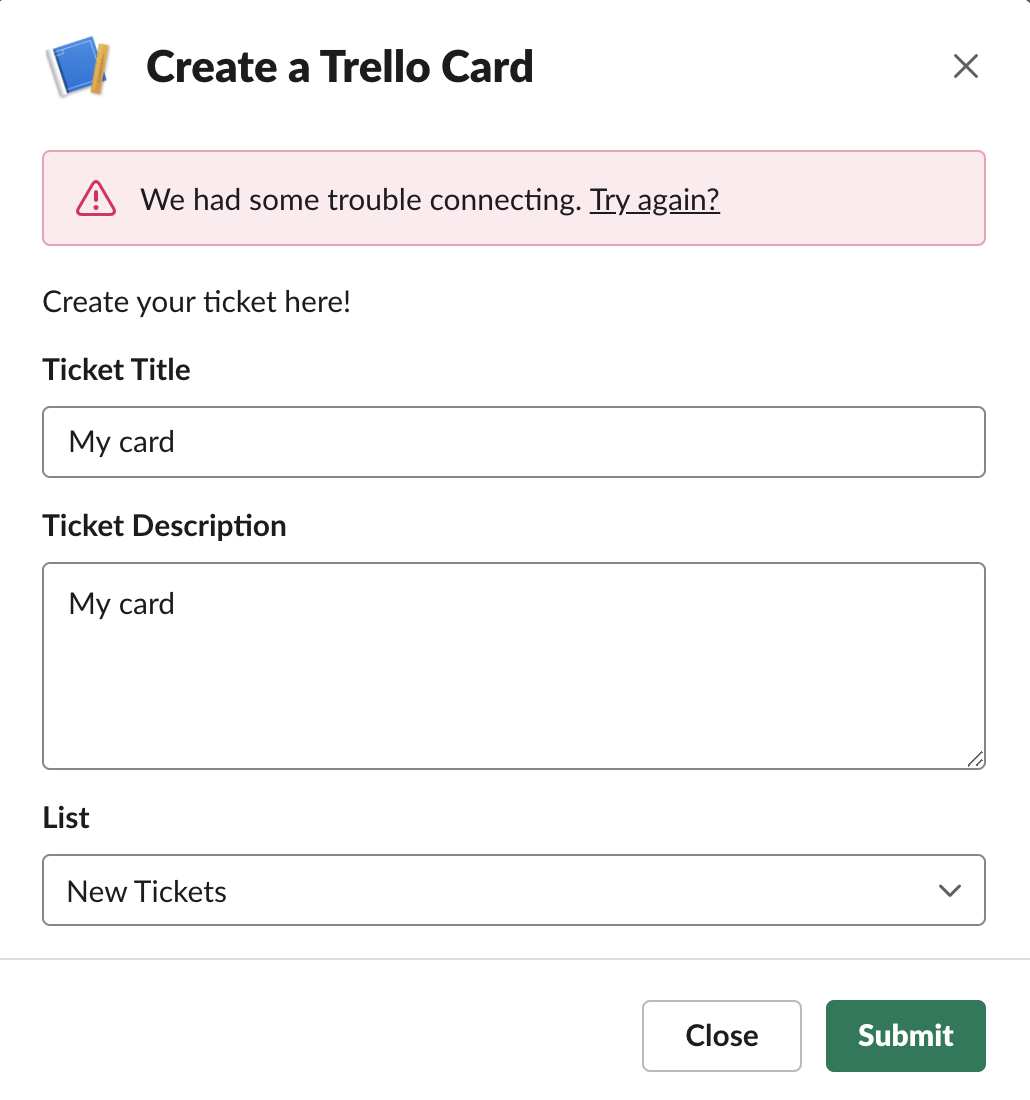 Create a Trello Card
We had some trouble connecting. Try again?
Create your ticket here!
Ticket Title
My card
Ticket Description
My card
List
New Tickets
Close Submit